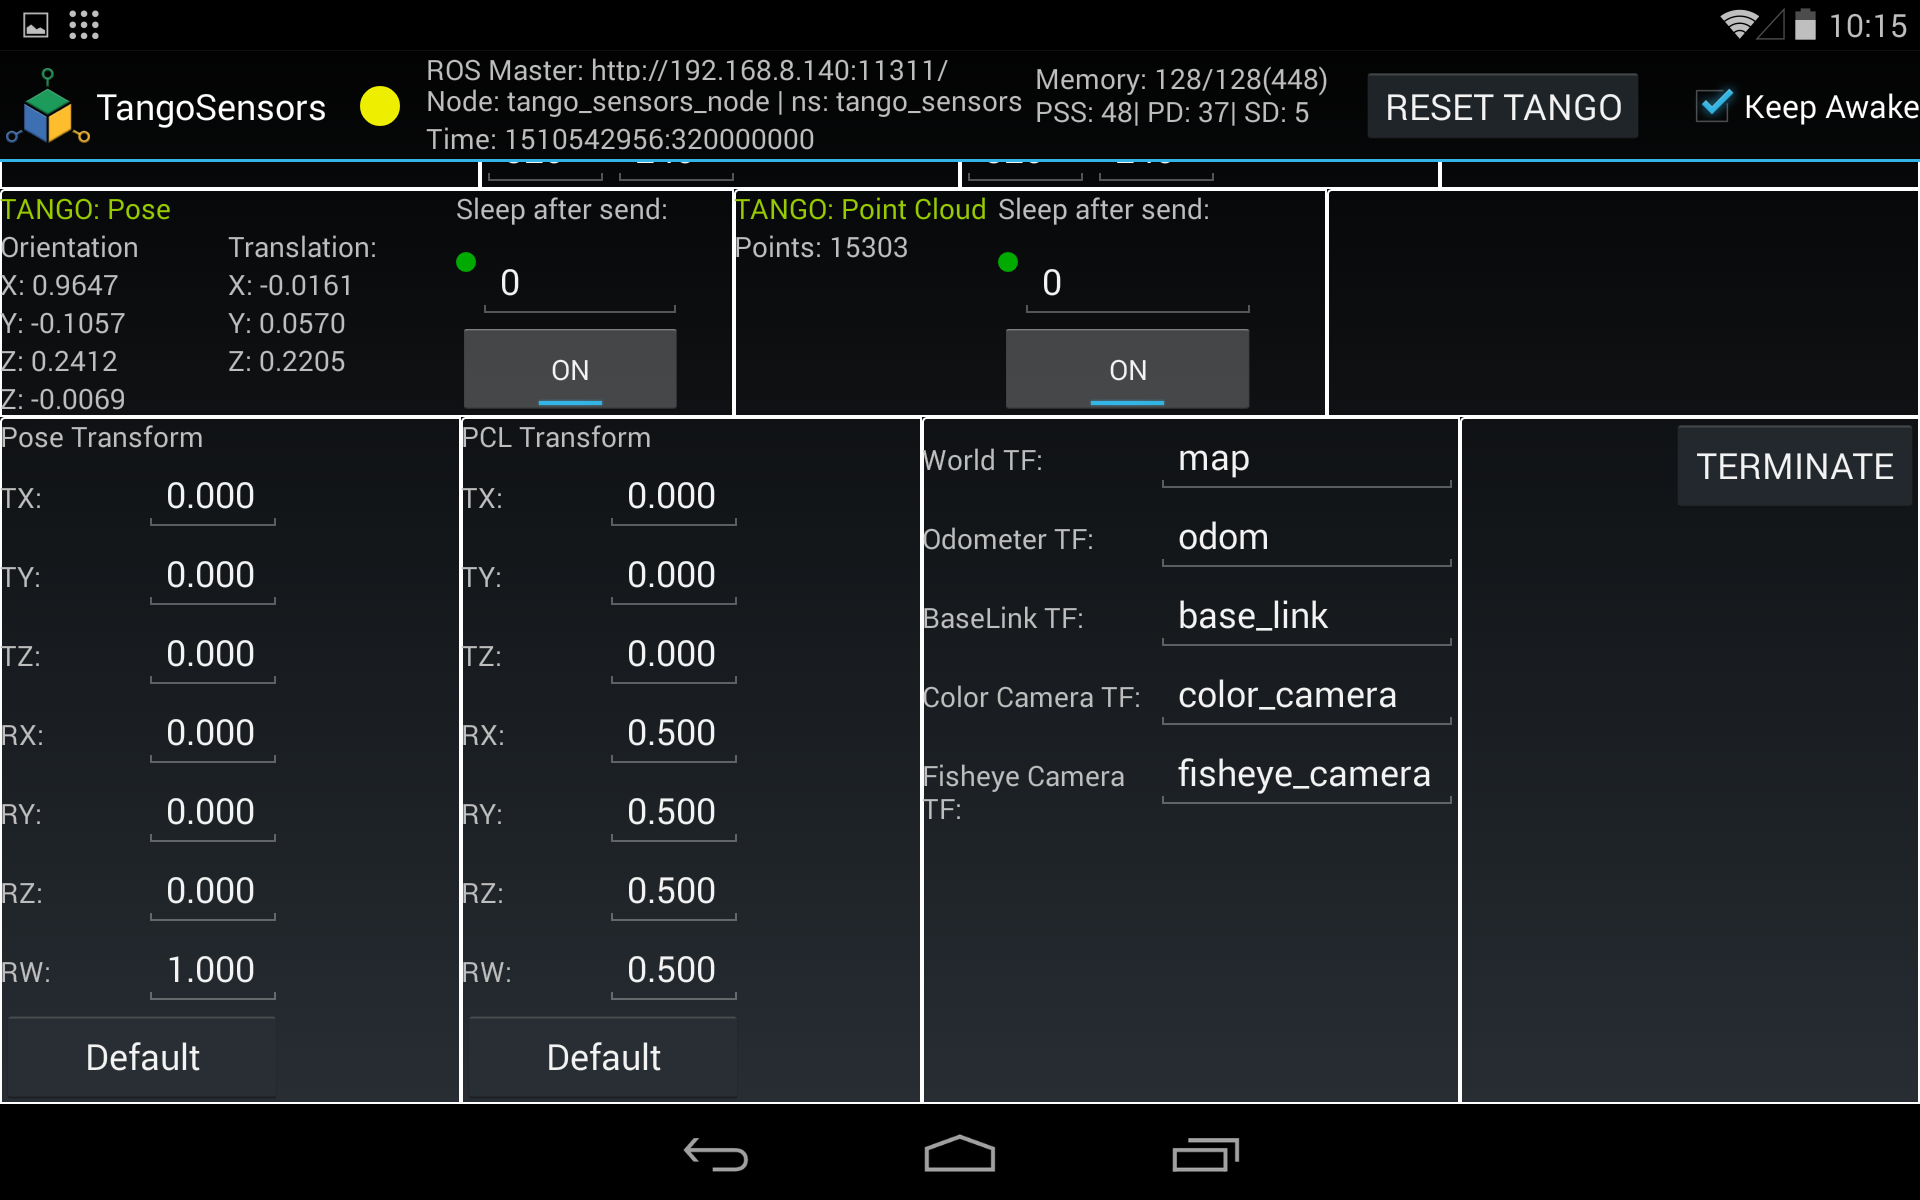 10:15
TangoSensors
ROS Master: http://192.168.8.140:11311/
Node: tango_sensors_node | ns: tango_sensors
Time: 1510542956:320000000
Memory: 128/128(448)
PSS: 48| PD: 37| SD: 5
RESET TANGO
Keep Awake
TANGO: Pose
Sleep after send:
Orientation
Translation:
X: 0.9647
X: -0.0161
Y: -0.1057
Y: 0.0570
Z: 0.2412
Z: 0.2205
Z: -0.0069
0
ON
TANGO: Point Cloud
Sleep after send:
Points: 15303
0
ON
Pose Transform
TX: 0.000
TY: 0.000
TZ: 0.000
RX: 0.000
RY: 0.000
RZ: 0.000
RW: 1.000
Default
PCL Transform
TX: 0.000
TY: 0.000
TZ: 0.000
RX: 0.500
RY: 0.500
RZ: 0.500
RW: 0.500
Default
World TF: map
Odometer TF: odom
BaseLink TF: base_link
Color Camera TF: color_camera
Fisheye Camera fisheye_camera
TF:
TERMINATE